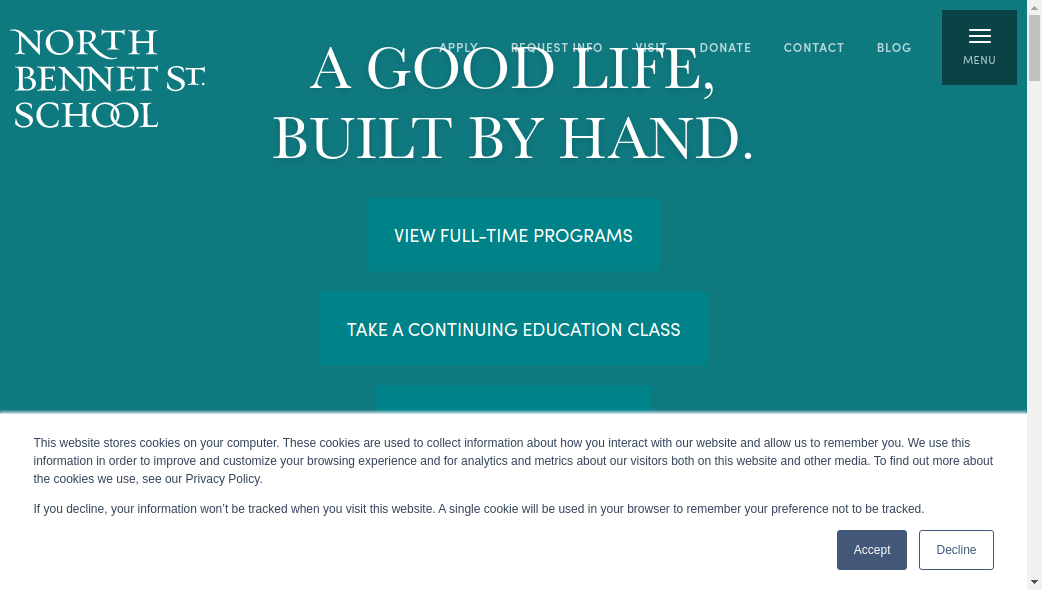 NORTH
BENNET ST.
SCHOOL
APPLY REQUEST INFO VISIT DONATE CONTACT BLOG
MENU
A GOOD LIFE,
BUILT BY HAND.
VIEW FULL-TIME PROGRAMS
TAKE A CONTINUING EDUCATION CLASS
This website stores cookies on your computer. These cookies are used to collect information about how you interact with our website and allow us to remember you. We use this
information in order to improve and customize your browsing experience and for analytics and metrics about our visitors both on this website and other media. To find out more about
the cookies we use, see our Privacy Policy.
If you decline, your information won’t be tracked when you visit this website. A single cookie will be used in your browser to remember your preference not to be tracked.
Accept Decline